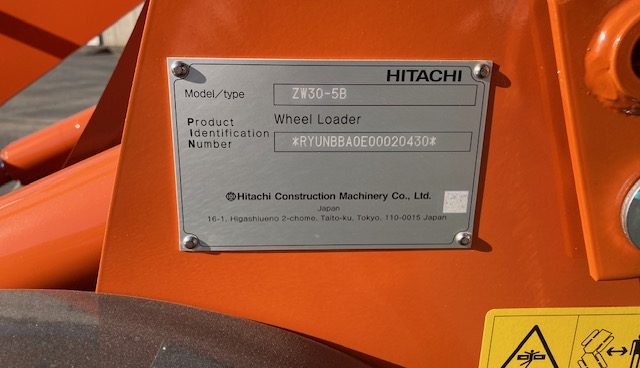 HITACHI
Model/type ZW30-5B
Product Wheel Loader
Identification
Number *RYUNBBA0E00020430*
Hitachi Construction Machinery Co., Ltd.
Japan
16-1, Higashiueno 2-chome, Taito-ku, Tokyo, 110-0015 Japan